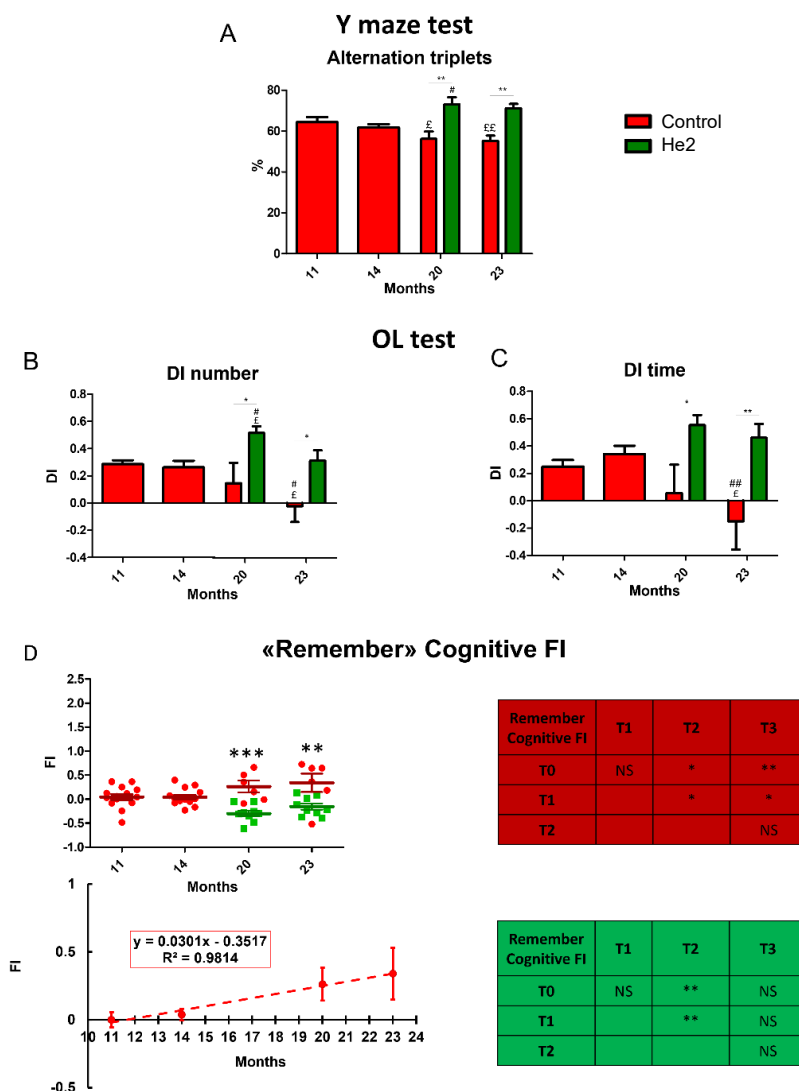 Y maze test
A
Alternation triplets
80
60
40
20
0
%
**
#
£
**
££
11
14
20
23
Months
Control
He2
OL test
B
DI number
0.8
0.6
0.4
0.2
0.0
-0.2
-0.4
DI
*
#
£
*
#
£
11
14
20
23
Months
C
DI time
0.8
0.6
0.4
0.2
0.0
-0.2
-0.4
DI
*
**
##
£
11
14
20
23
Months
D
«Remember» Cognitive FI
2.5
2.0
1.5
1.0
0.5
0.0
-0.5
-1.0
FI
***
**
11
14
20
23
Months
Remember Cognitive FI T1 T2 T3
T0 NS * **
T1 * *
T2 NS
1
0.5
0
-0.5
FI
y = 0.0301x - 0.3517
R² = 0.9814
10 11 12 13 14 15 16 17 18 19 20 21 22 23 24
Months
Remember Cognitive FI T1 T2 T3
T0 NS ** NS
T1 ** NS
T2 NS